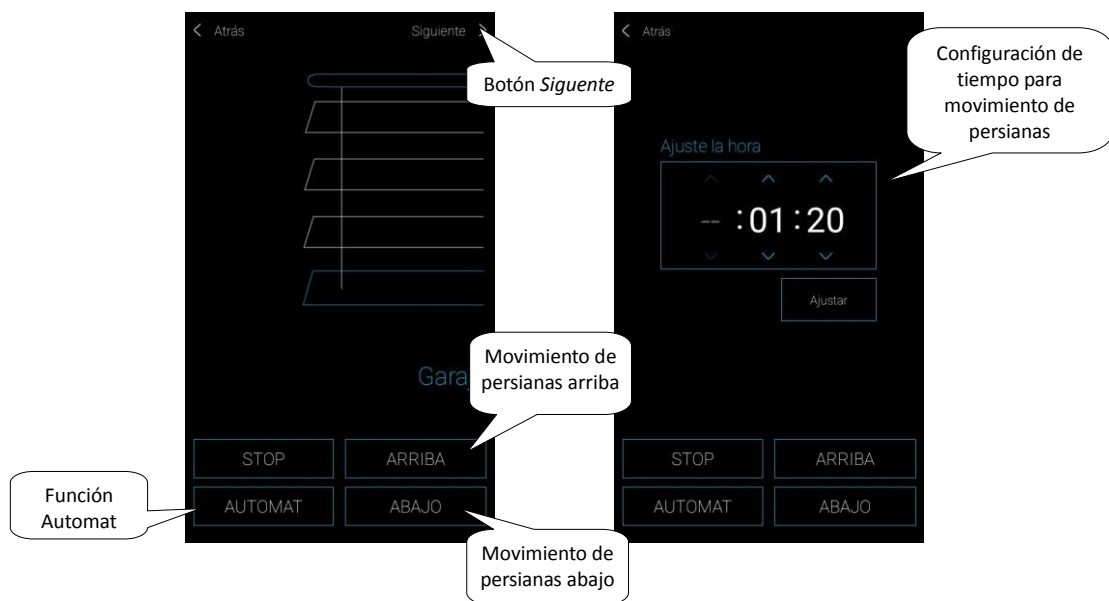 Atrás
Siguiente
Botón Siguente
Gara
Movimiento de
persianas arriba
STOP
ARRIBA
AUTOMAT
ABAJO
Función
Automat
Movimiento de
persianas abajo
Atrás
Configuración de
tiempo para
movimiento de
persianas
Ajuste la hora
-- :01:20
Ajustar
STOP
ARRIBA
AUTOMAT
ABAJO